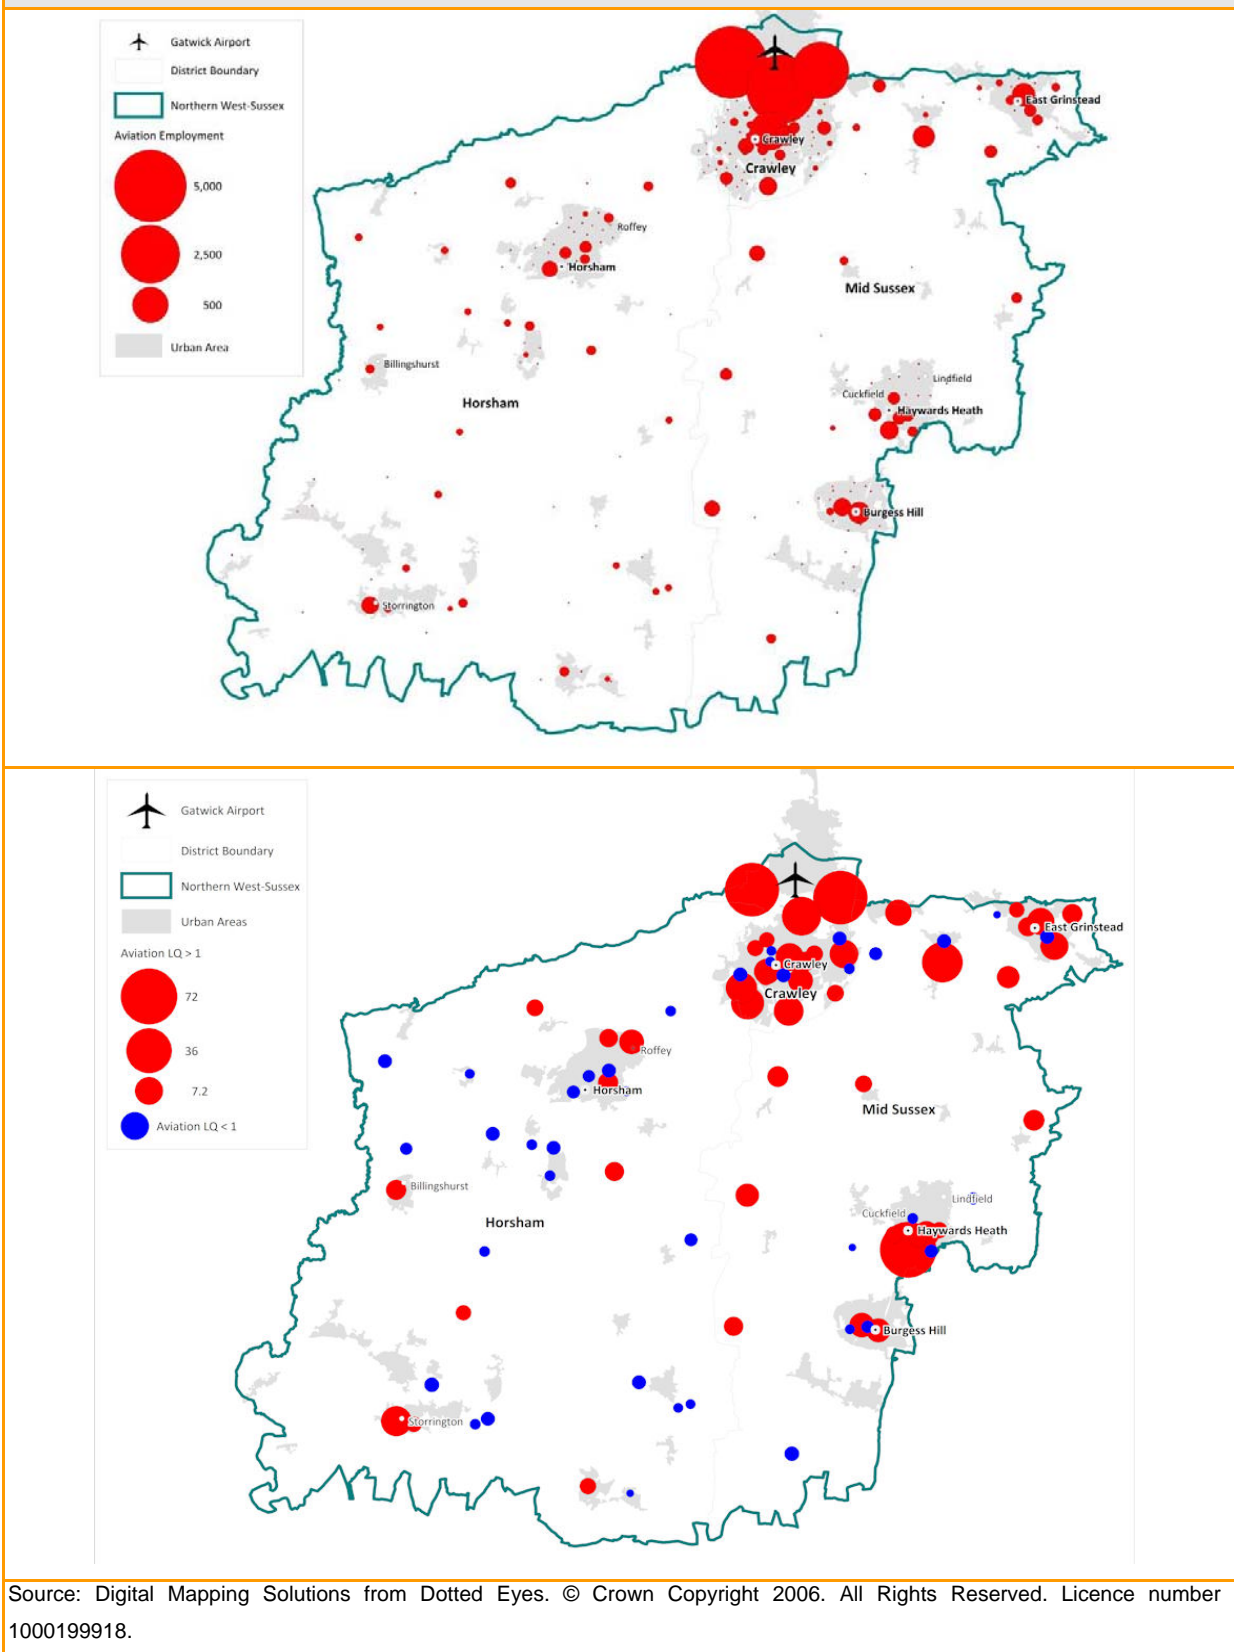 Gatwick Airport
District Boundary
Northern West-Sussex
Aviation Employment
5,000
2,500
500
Urban Area
East Grinstead
Crawley
Crawley
Roffey
Horsham
Mid Sussex
Billingshurst
Lindfield
Cuckfield
Horsham
Haywards Heath
Burgess Hill
Storrington
Gatwick Airport
District Boundary
Northern West-Sussex
Urban Areas
Aviation LQ > 1
72
36
7.2
Aviation LQ < 1
East Grinstead
Crawley
Crawley
Roffey
Horsham
Mid Sussex
Billingshurst
Lindfield
Cuckfield
Horsham
Haywards Heath
Burgess Hill
Storrington
Source: Digital Mapping Solutions from Dotted Eyes. © Crown Copyright 2006. All Rights Reserved. Licence number
1000199918.